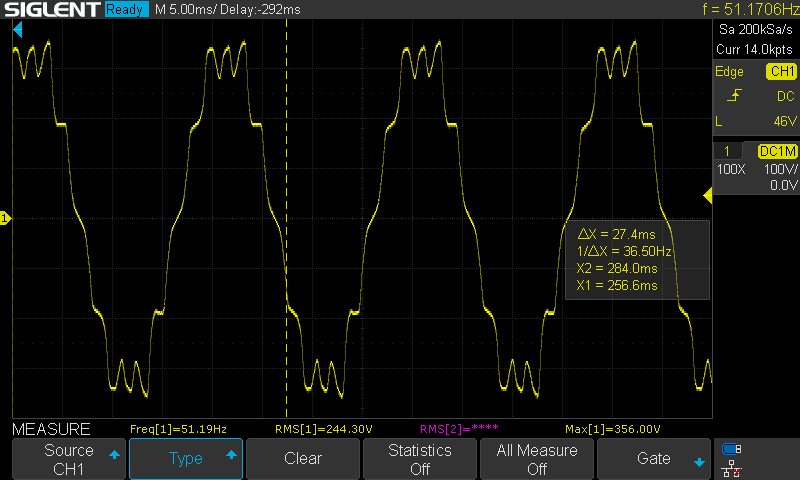 SIGLENT Ready M 5.00ms/ Delay:-292ms f = 51.1706Hz
Sa 200kSa/s
Curr 14.0kpts
Edge CH1
DC
L 46V
1 DC1M
100X 100V/
0.0V
1
ΔX = 27.4ms
1/ΔX = 36.50Hz
X2 = 284.0ms
X1 = 256.6ms
MEASURE Freq[1]=51.19Hz RMS[1]=244.30V RMS[2]=**** Max[1]=356.00V
Source
CH1
Type
Clear
Statistics
Off
All Measure
Off
Gate